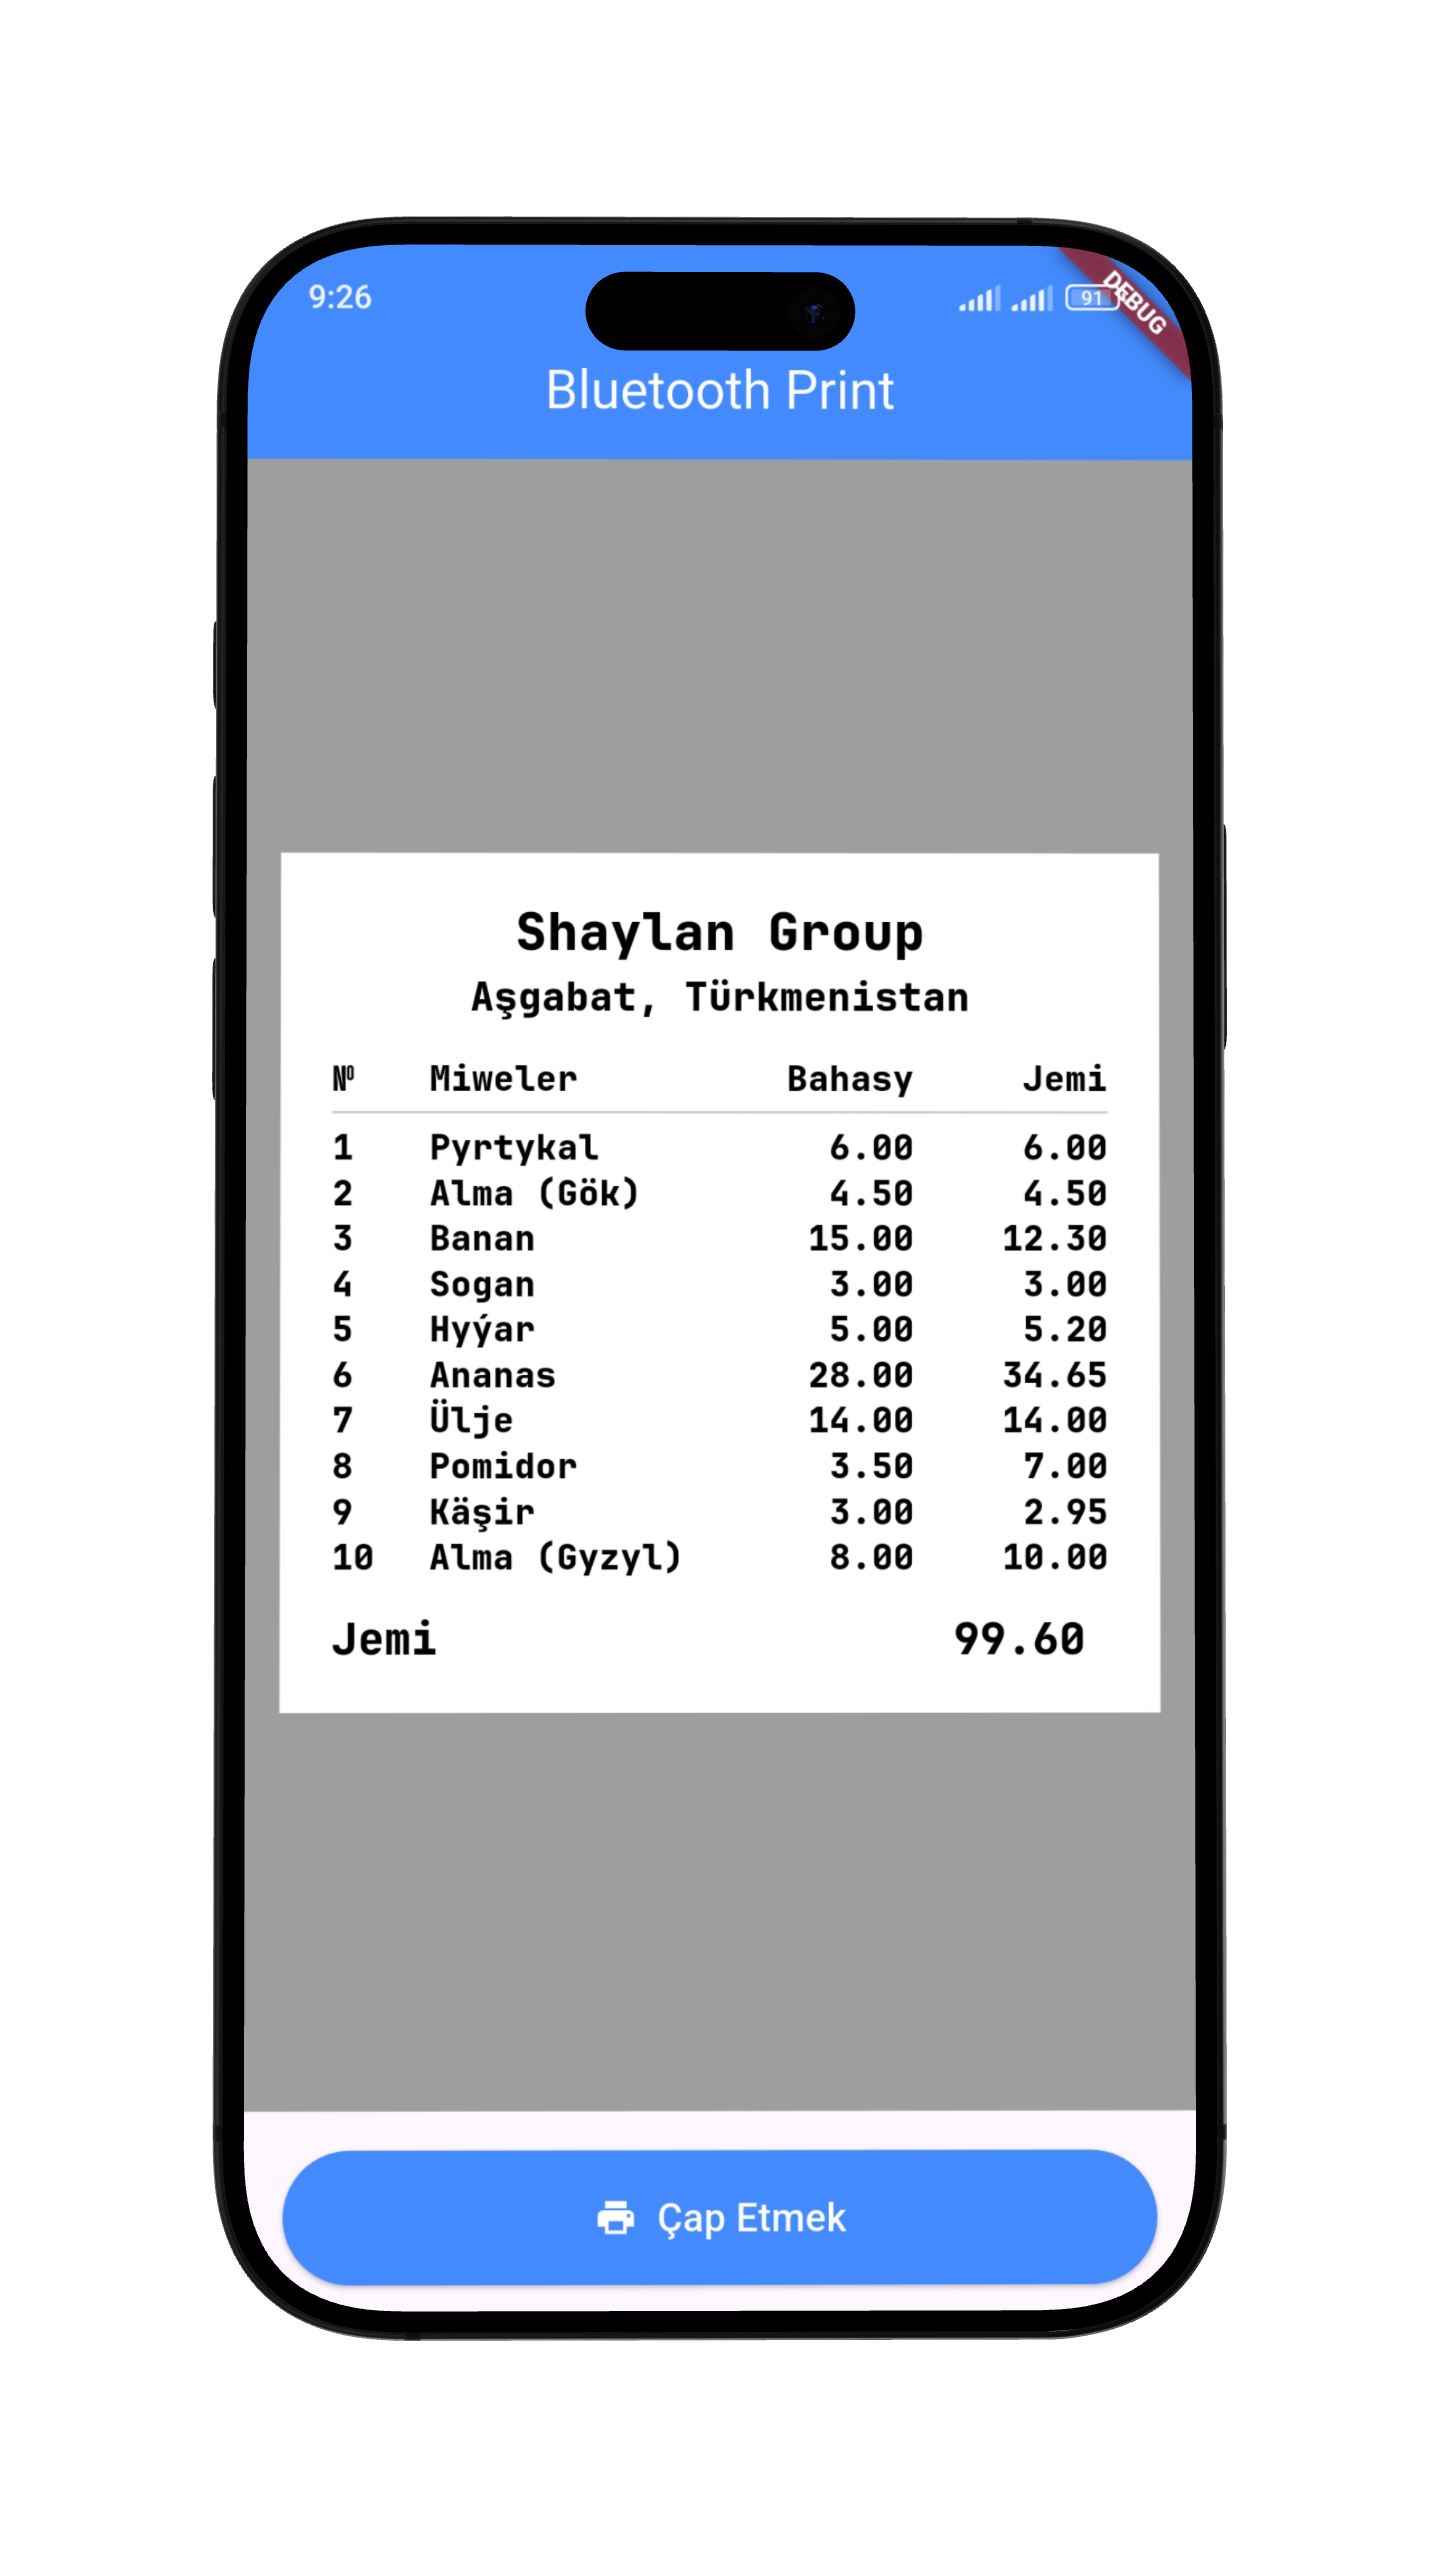 9:26
91
DEBUG
Bluetooth Print
Shaylan Group
Aşgabat, Türkmenistan
№ Miweler Bahasy Jemi
1 Pyrtykal 6.00 6.00
2 Alma (Gök) 4.50 4.50
3 Banan 15.00 12.30
4 Sogan 3.00 3.00
5 Hyýar 5.00 5.20
6 Ananas 28.00 34.65
7 Ülje 14.00 14.00
8 Pomidor 3.50 7.00
9 Käşir 3.00 2.95
10 Alma (Gyzyl) 8.00 10.00
Jemi 99.60
Çap Etmek